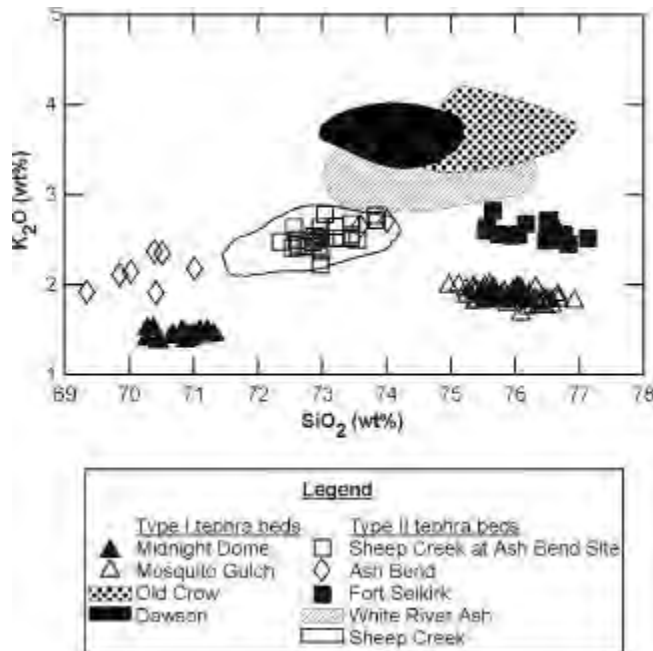 5
4
3
2
1
K2O (wt%)
69 70 71 72 73 74 75 76 77 78
SiO2 (wt%)
Legend
Type I tephra beds Type II tephra beds
Midnight Dome Sheep Creek at Ash Bend Site
Mosquito Gulch Ash Bend
Old Crow Fort Selkirk
Dawson White River Ash
Sheep Creek